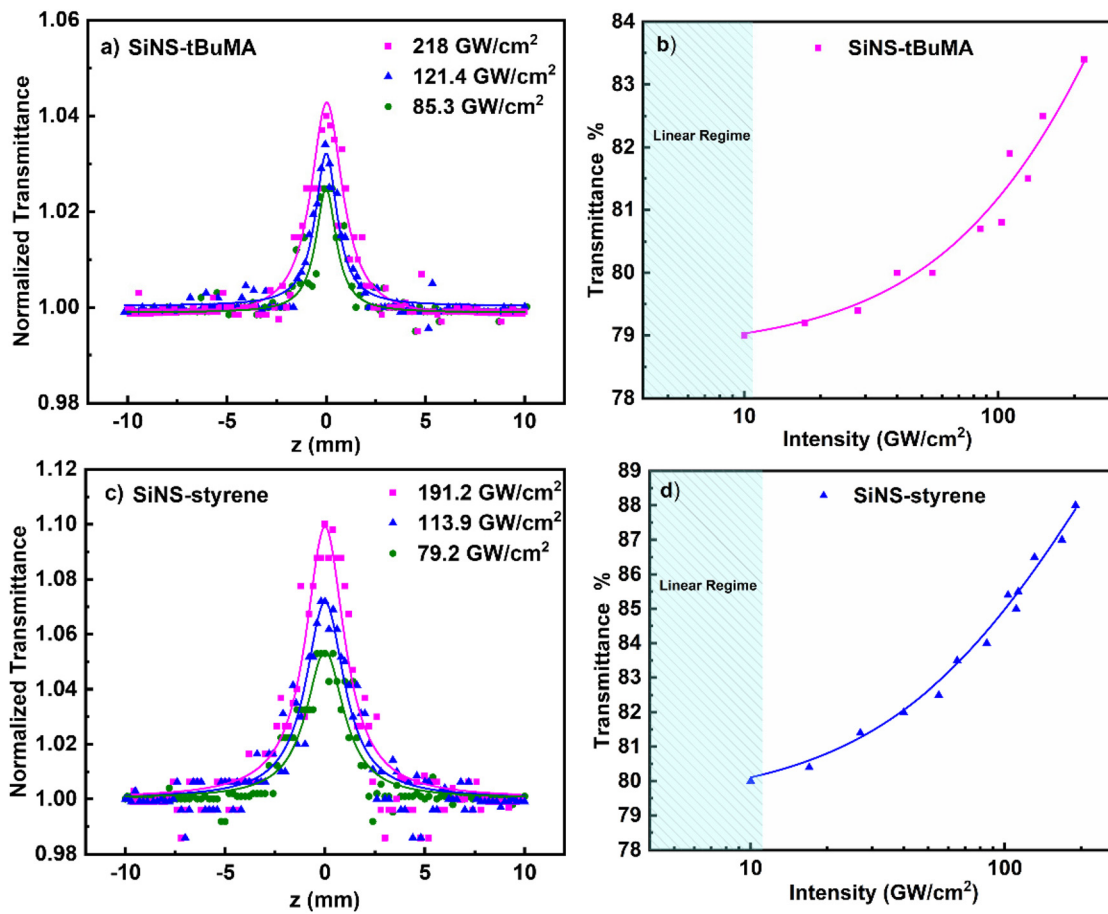 a) SiNS-tBuMA
218 GW/cm²
121.4 GW/cm²
85.3 GW/cm²
Normalized Transmittance
1.06
1.04
1.02
1.00
0.98
-10 -5 0 5 10
z (mm)
b) SiNS-tBuMA
Linear Regime
Transmittance %
84
83
82
81
80
79
78
10 100
Intensity (GW/cm²)
c) SiNS-styrene
191.2 GW/cm²
113.9 GW/cm²
79.2 GW/cm²
Normalized Transmittance
1.12
1.10
1.08
1.06
1.04
1.02
1.00
0.98
-10 -5 0 5 10
z (mm)
d) SiNS-styrene
Linear Regime
Transmittance %
89
88
87
86
85
84
83
82
81
80
79
78
10 100
Intensity (GW/cm²)